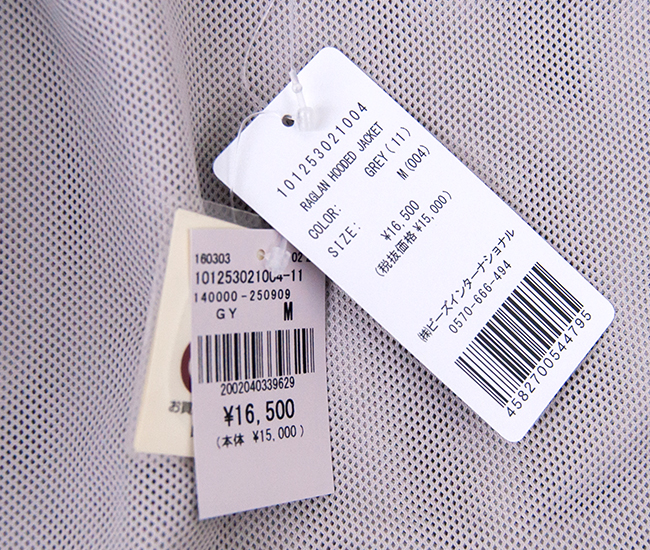 101253021004
RAGLAN HOODED JACKET
COLOR: GREY(11)
SIZE: M(004)
¥16,500
(税抜価格 ¥15,000)
㈱ビーズインターナショナル
0570-666-494
4582700544795
160303 02
101253021004-11
140000-250909
GY M
2002040339629
¥16,500
(本体 ¥15,000)
お買